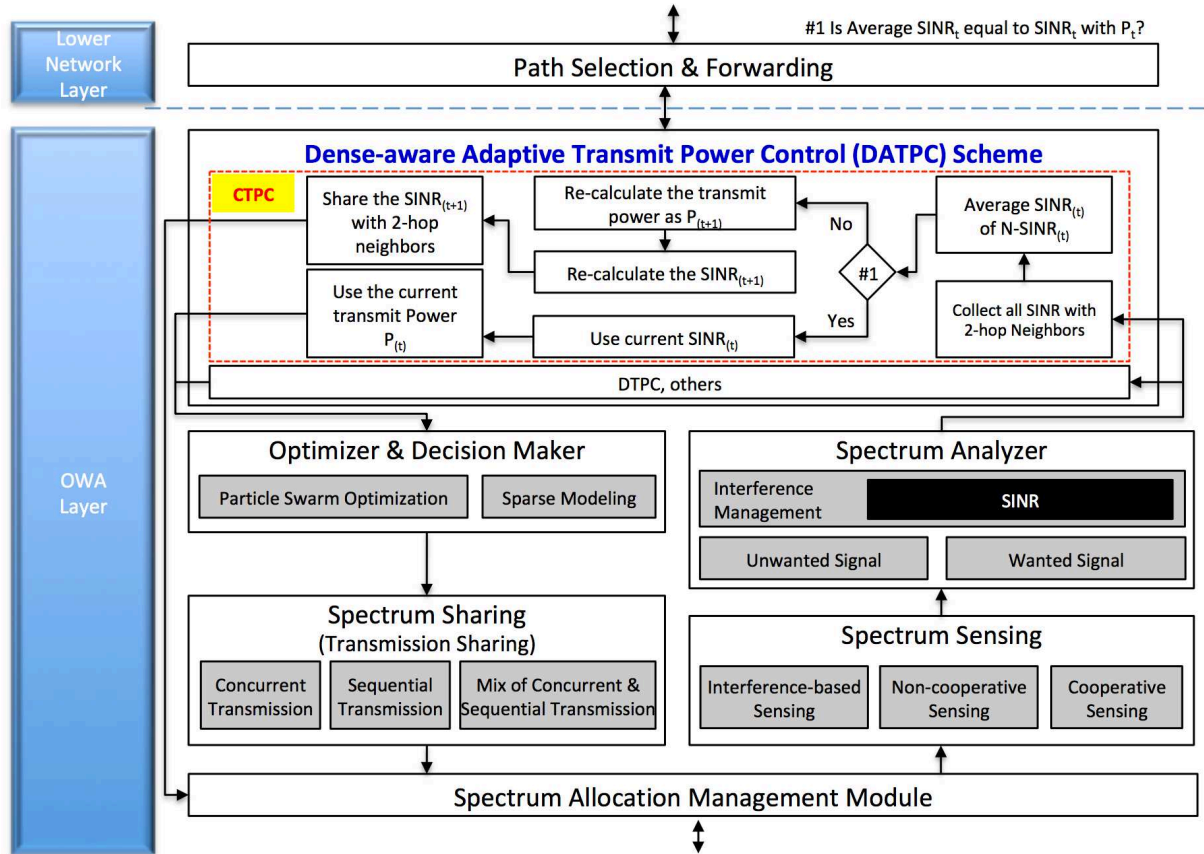 #1 Is Average SINRt equal to SINRt with Pt?
Lower
Network
Layer
Path Selection & Forwarding
OWA
Layer
Dense-aware Adaptive Transmit Power Control (DATPC) Scheme
CTPC
Share the SINR(t+1)
with 2-hop
neighbors
Re-calculate the transmit
power as P(t+1)
No
Average SINR(t)
of N-SINR(t)
Re-calculate the SINR(t+1)
#1
Use the current
transmit Power
P(t)
Use current SINR(t)
Yes
Collect all SINR with
2-hop Neighbors
DTPC, others
Optimizer & Decision Maker
Particle Swarm Optimization
Sparse Modeling
Spectrum Analyzer
Interference
Management
SINR
Unwanted Signal
Wanted Signal
Spectrum Sharing
(Transmission Sharing)
Concurrent
Transmission
Sequential
Transmission
Mix of Concurrent &
Sequential Transmission
Spectrum Sensing
Interference-based
Sensing
Non-cooperative
Sensing
Cooperative
Sensing
Spectrum Allocation Management Module